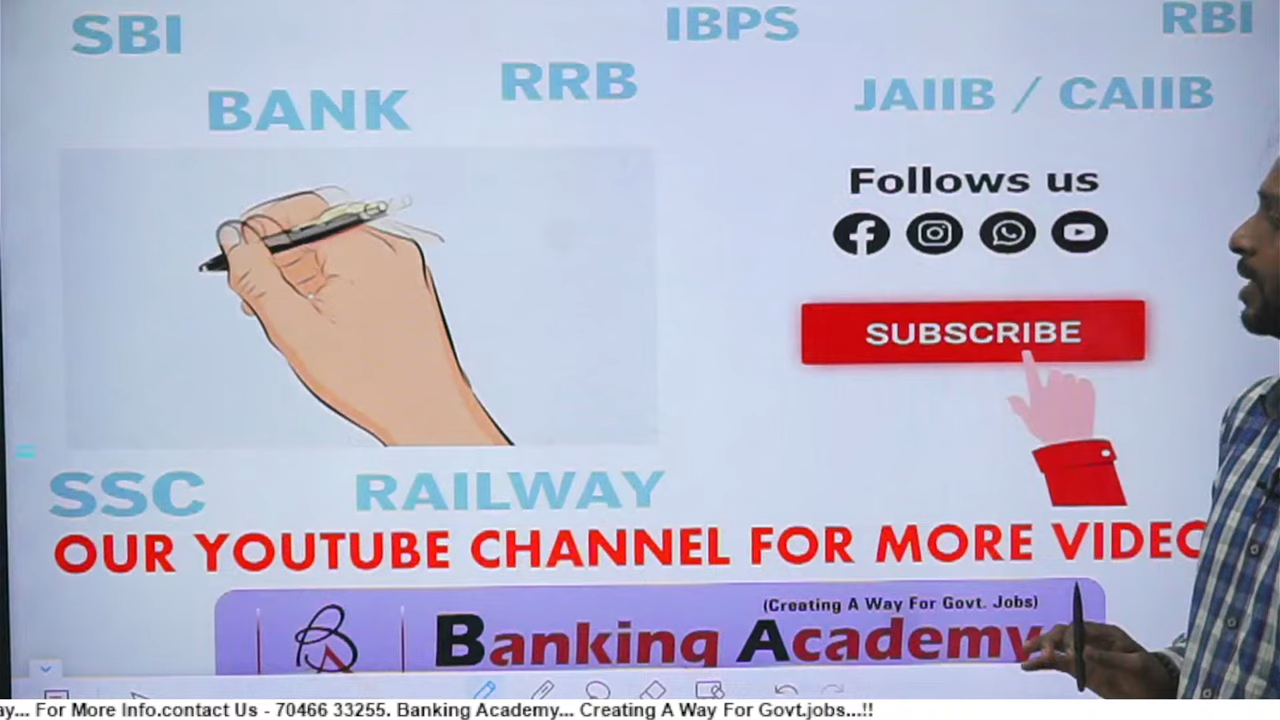 SBI
IBPS
RBI
RRB
BANK
JAIIB / CAIIB
Follows us
SUBSCRIBE
SSC
RAILWAY
OUR YOUTUBE CHANNEL FOR MORE
(Creating A Way For Govt. Jobs)
Banking Academy
For More Info.contact Us - 70466 33255. Banking Academy... Creating A Way For Govt.jobs...!!